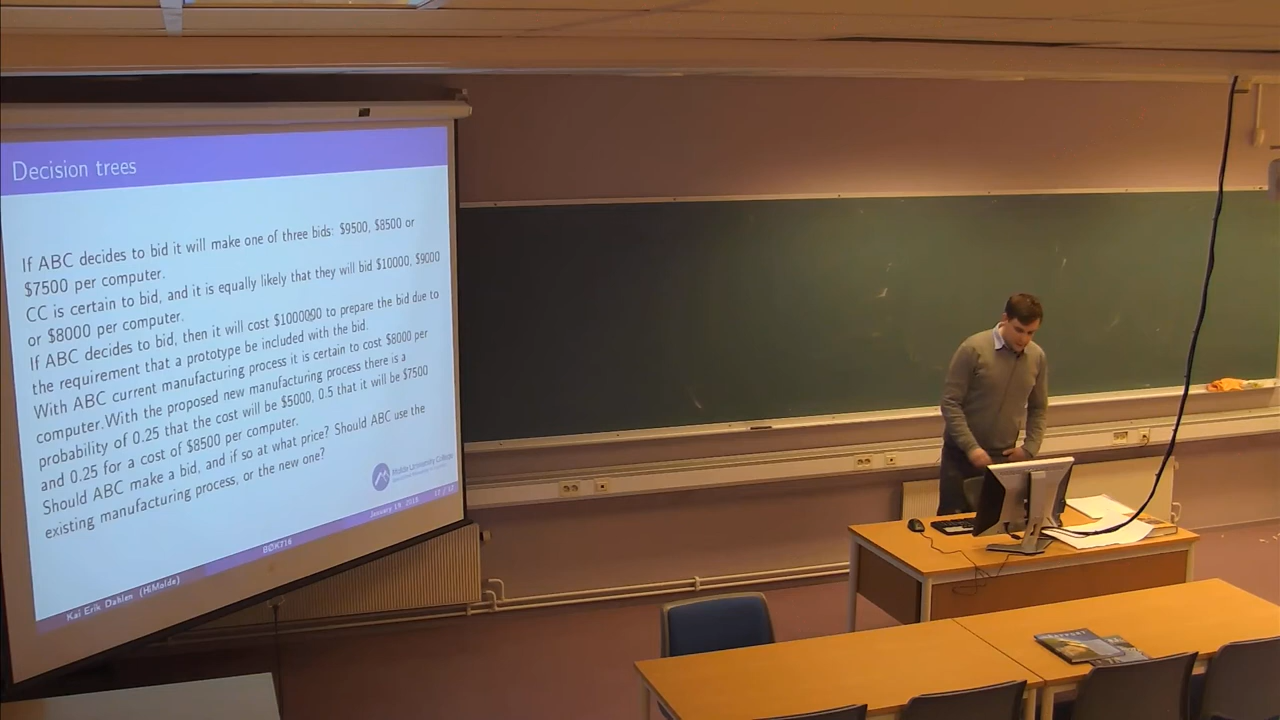 Decision trees
If ABC decides to bid it will make one of three bids: $9500, $8500 or
$7500 per computer.
CC is certain to bid, and it is equally likely that they will bid $10000, $9000
or $8000 per computer.
If ABC decides to bid, then it will cost $1000000 to prepare the bid due to
the requirement that a prototype be included with the bid.
With ABC current manufacturing process it is certain to cost $8000 per
computer.With the proposed new manufacturing process there is a
probability of 0.25 that the cost will be $5000, 0.5 that it will be $7500
and 0.25 for a cost of $8500 per computer.
Should ABC make a bid, and if so at what price? Should ABC use the
existing manufacturing process, or the new one?
Molde University College
Kai Erik Dahlen (HiMolde)
BØK716
January 19, 2018